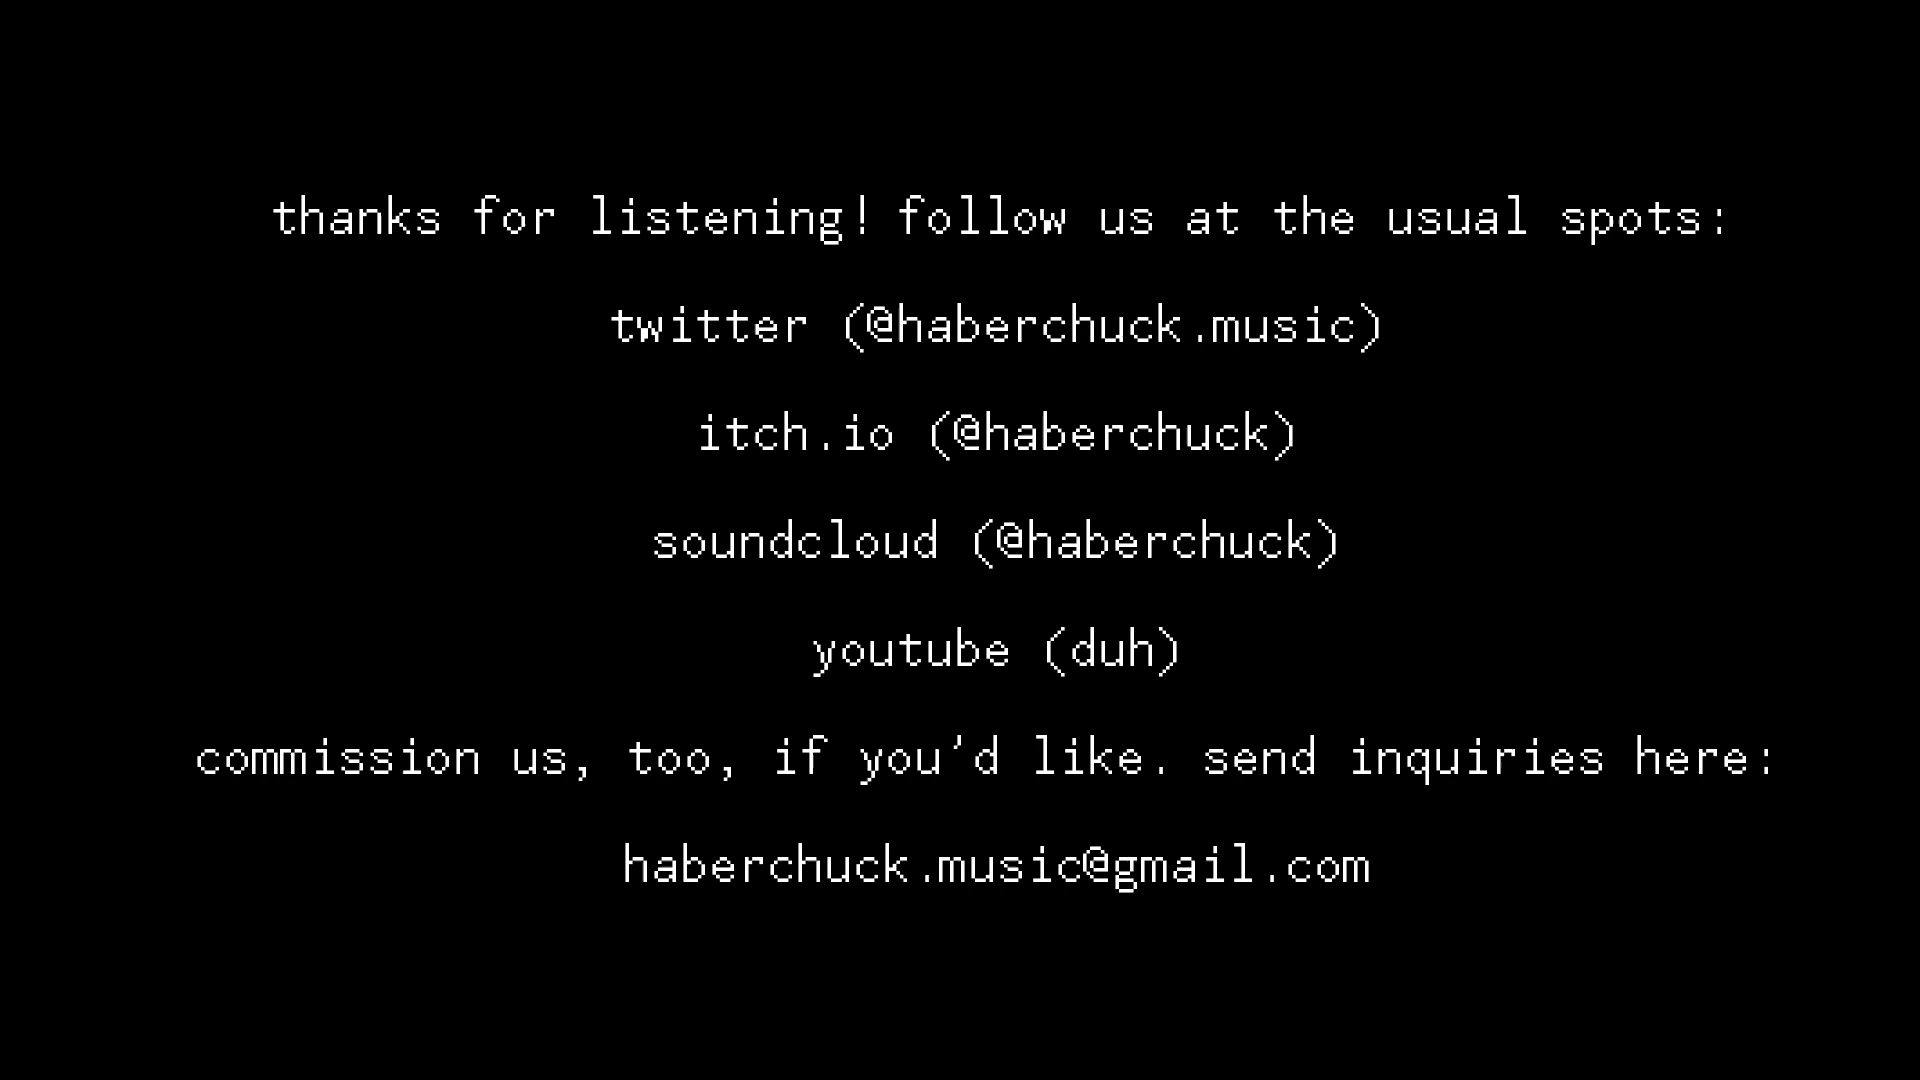 thanks for listening! follow us at the usual spots:
twitter (@haberchuck.music)
itch.io (@haberchuck)
soundcloud (@haberchuck)
youtube (duh)
commission us, too, if you'd like. send inquiries here:
haberchuck.music@gmail.com